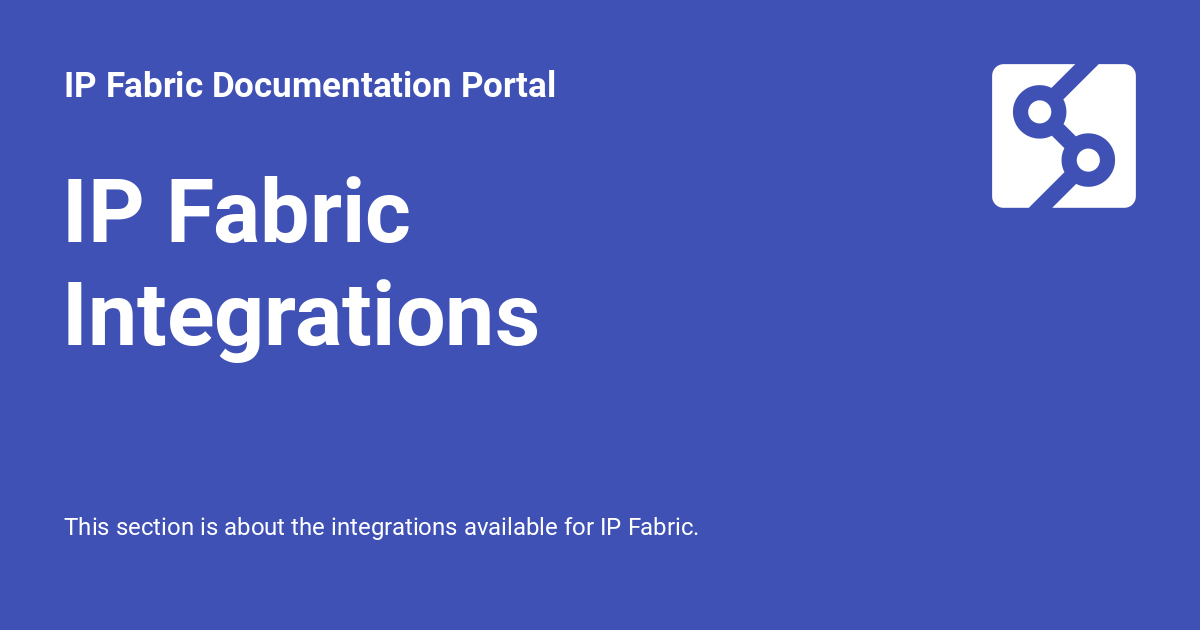 IP Fabric Documentation Portal
IP Fabric
Integrations
This section is about the integrations available for IP Fabric.